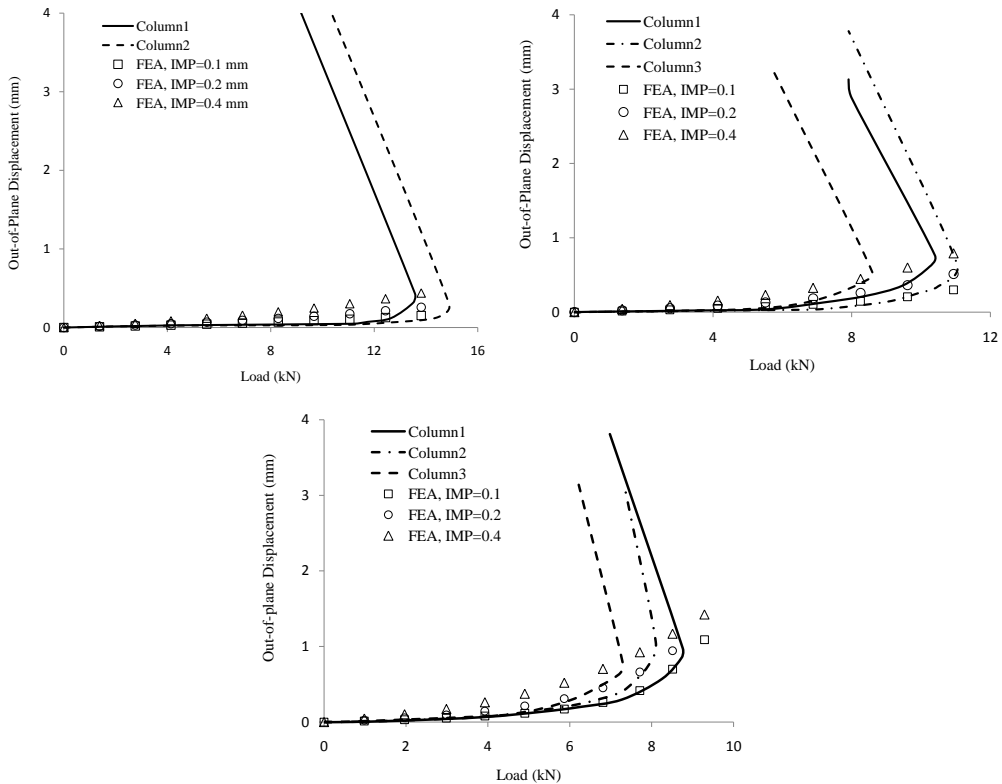 4
3
2
1
0
Out-of-Plane Displacement (mm)
Column1
Column2
FEA, IMP=0.1 mm
FEA, IMP=0.2 mm
FEA, IMP=0.4 mm
0 4 8 12 16
Load (kN)
4
3
2
1
0
Out-of-Plane Displacement (mm)
Column1
Column2
Column3
FEA, IMP=0.1
FEA, IMP=0.2
FEA, IMP=0.4
0 4 8 12
Load (kN)
4
3
2
1
0
Out-of-plane Displacement (mm)
Column1
Column2
Column3
FEA, IMP=0.1
FEA, IMP=0.2
FEA, IMP=0.4
0 2 4 6 8 10
Load (kN)